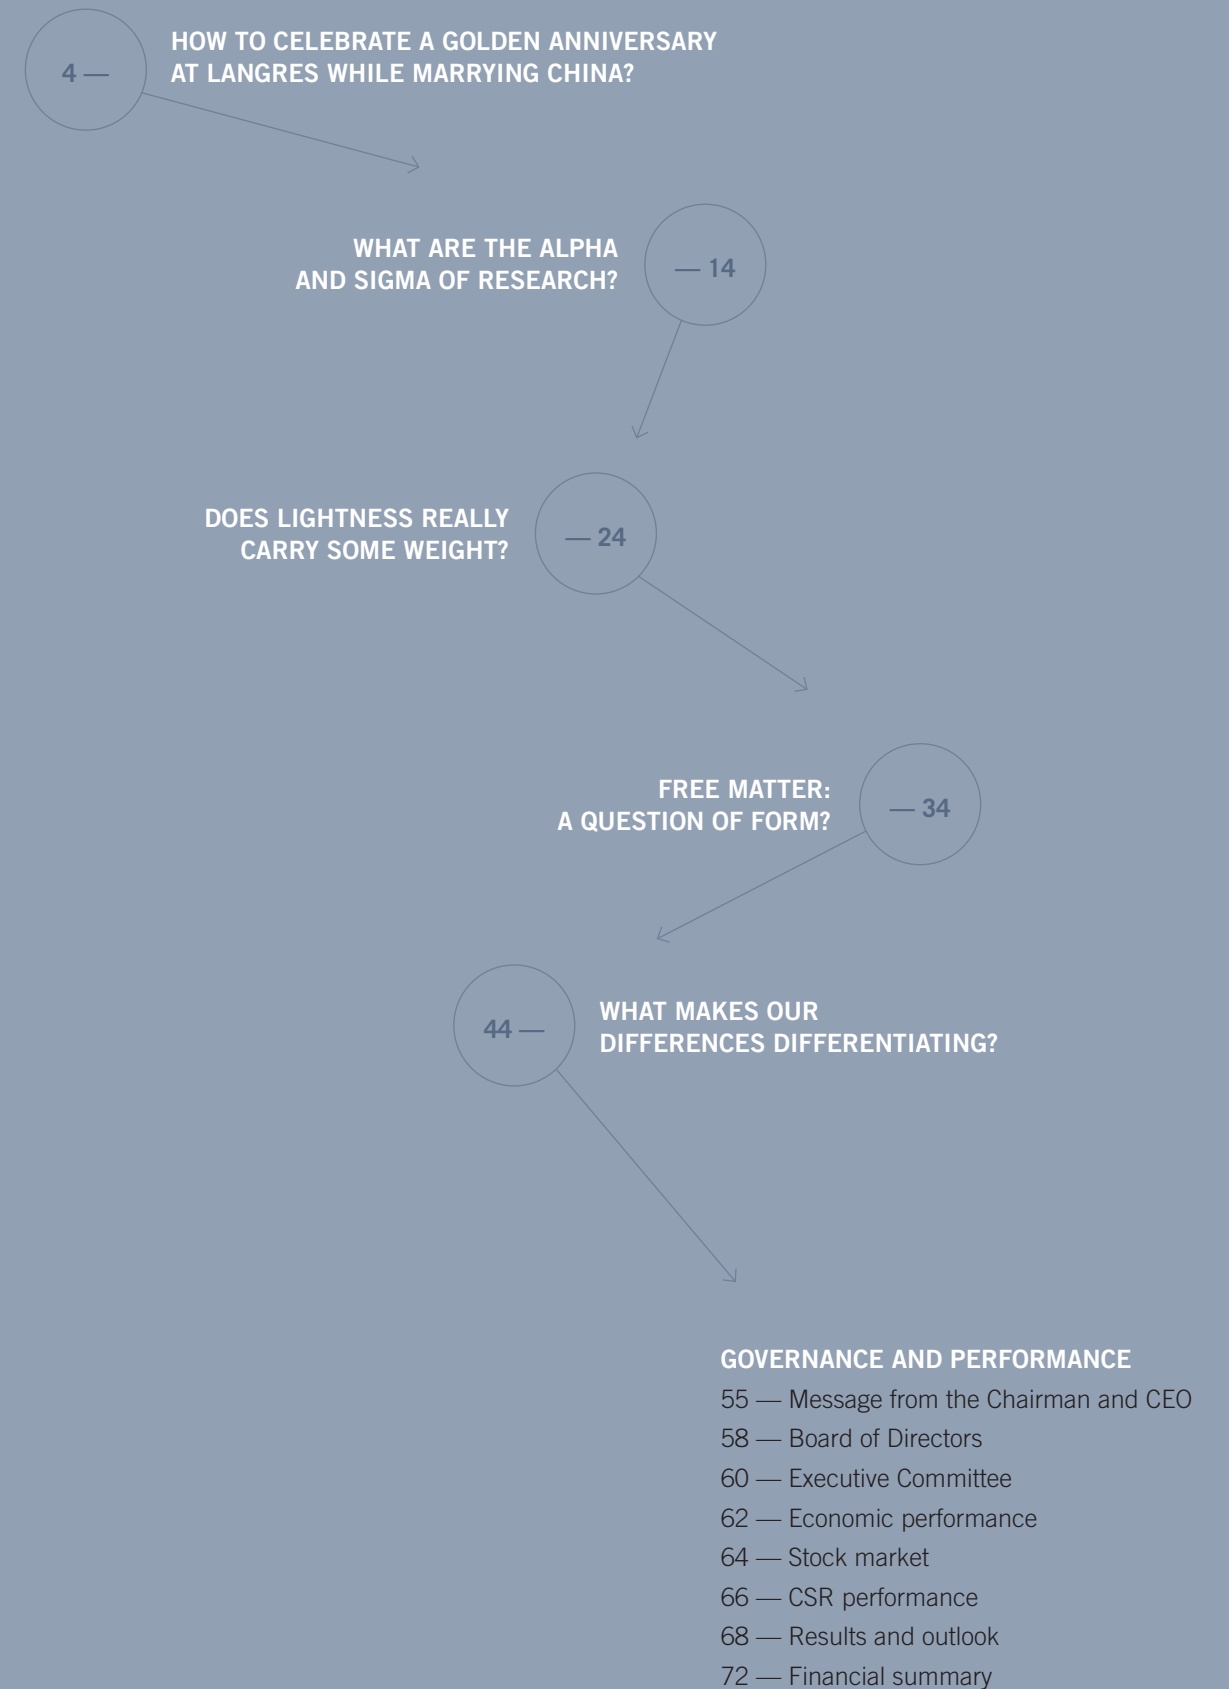 4 —
HOW TO CELEBRATE A GOLDEN ANNIVERSARY
AT LANGRES WHILE MARRYING CHINA?
WHAT ARE THE ALPHA
AND SIGMA OF RESEARCH?
— 14
DOES LIGHTNESS REALLY
CARRY SOME WEIGHT?
— 24
FREE MATTER:
A QUESTION OF FORM?
— 34
44 —
WHAT MAKES OUR
DIFFERENCES DIFFERENTIATING?
GOVERNANCE AND PERFORMANCE
55 — Message from the Chairman and CEO
58 — Board of Directors
60 — Executive Committee
62 — Economic performance
64 — Stock market
66 — CSR performance
68 — Results and outlook
72 — Financial summary